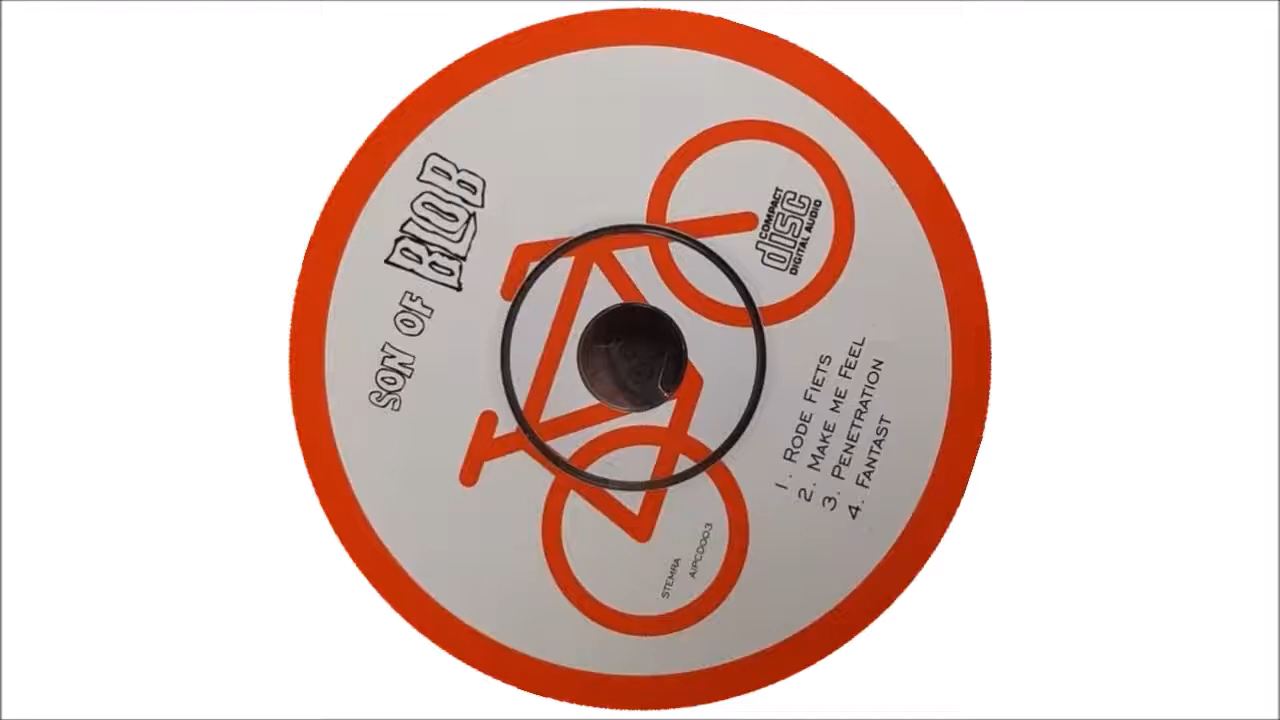 SON OF BLOB
COMPACT
disc
DIGITAL AUDIO
1. RODE FIETS
2. MAKE ME FEEL
3. PENETRATION
4. FANTAST
STEMRA
AIPCD003